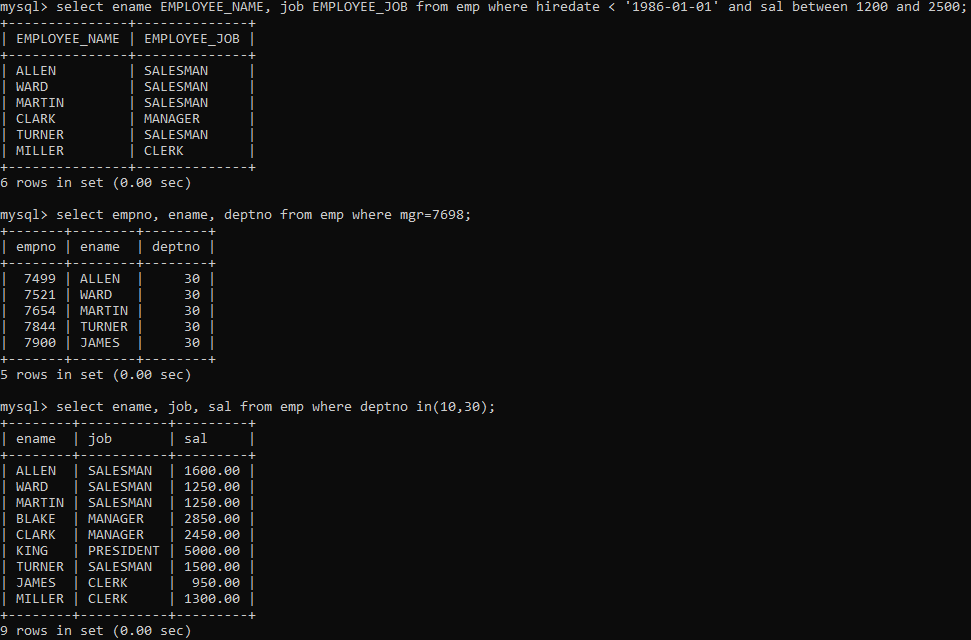 mysql> select ename EMPLOYEE_NAME, job EMPLOYEE_JOB from emp where hiredate < '1986-01-01' and sal between 1200 and 2500;
+---------------+--------------+
| EMPLOYEE_NAME | EMPLOYEE_JOB |
+---------------+--------------+
| ALLEN         | SALESMAN     |
| WARD          | SALESMAN     |
| MARTIN        | SALESMAN     |
| CLARK         | MANAGER      |
| TURNER        | SALESMAN     |
| MILLER        | CLERK        |
+---------------+--------------+
6 rows in set (0.00 sec)

mysql> select empno, ename, deptno from emp where mgr=7698;
+-------+--------+--------+
| empno | ename  | deptno |
+-------+--------+--------+
|  7499 | ALLEN  |     30 |
|  7521 | WARD   |     30 |
|  7654 | MARTIN |     30 |
|  7844 | TURNER |     30 |
|  7900 | JAMES  |     30 |
+-------+--------+--------+
5 rows in set (0.00 sec)

mysql> select ename, job, sal from emp where deptno in(10,30);
+--------+-----------+---------+
| ename  | job       | sal     |
+--------+-----------+---------+
| ALLEN  | SALESMAN  | 1600.00 |
| WARD   | SALESMAN  | 1250.00 |
| MARTIN | SALESMAN  | 1250.00 |
| BLAKE  | MANAGER   | 2850.00 |
| CLARK  | MANAGER   | 2450.00 |
| KING   | PRESIDENT | 5000.00 |
| TURNER | SALESMAN  | 1500.00 |
| JAMES  | CLERK     |  950.00 |
| MILLER | CLERK     | 1300.00 |
+--------+-----------+---------+
9 rows in set (0.00 sec)